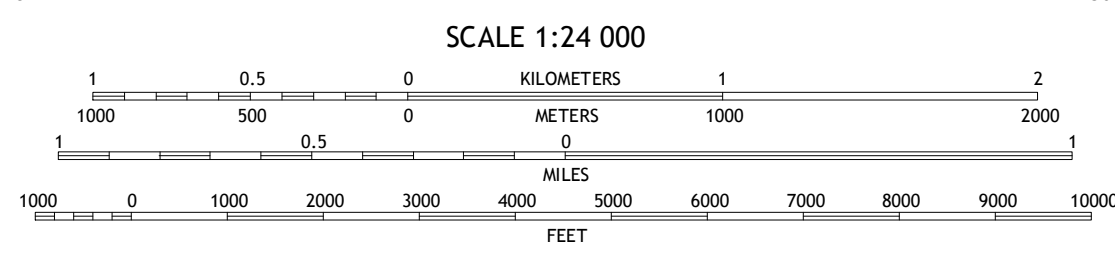 SCALE 1:24 000
1 0.5 0 KILOMETERS 1 2
1000 500 0 METERS 1000 2000
1 0.5 0 1
MILES
1000 0 1000 2000 3000 4000 5000 6000 7000 8000 9000 10000
FEET